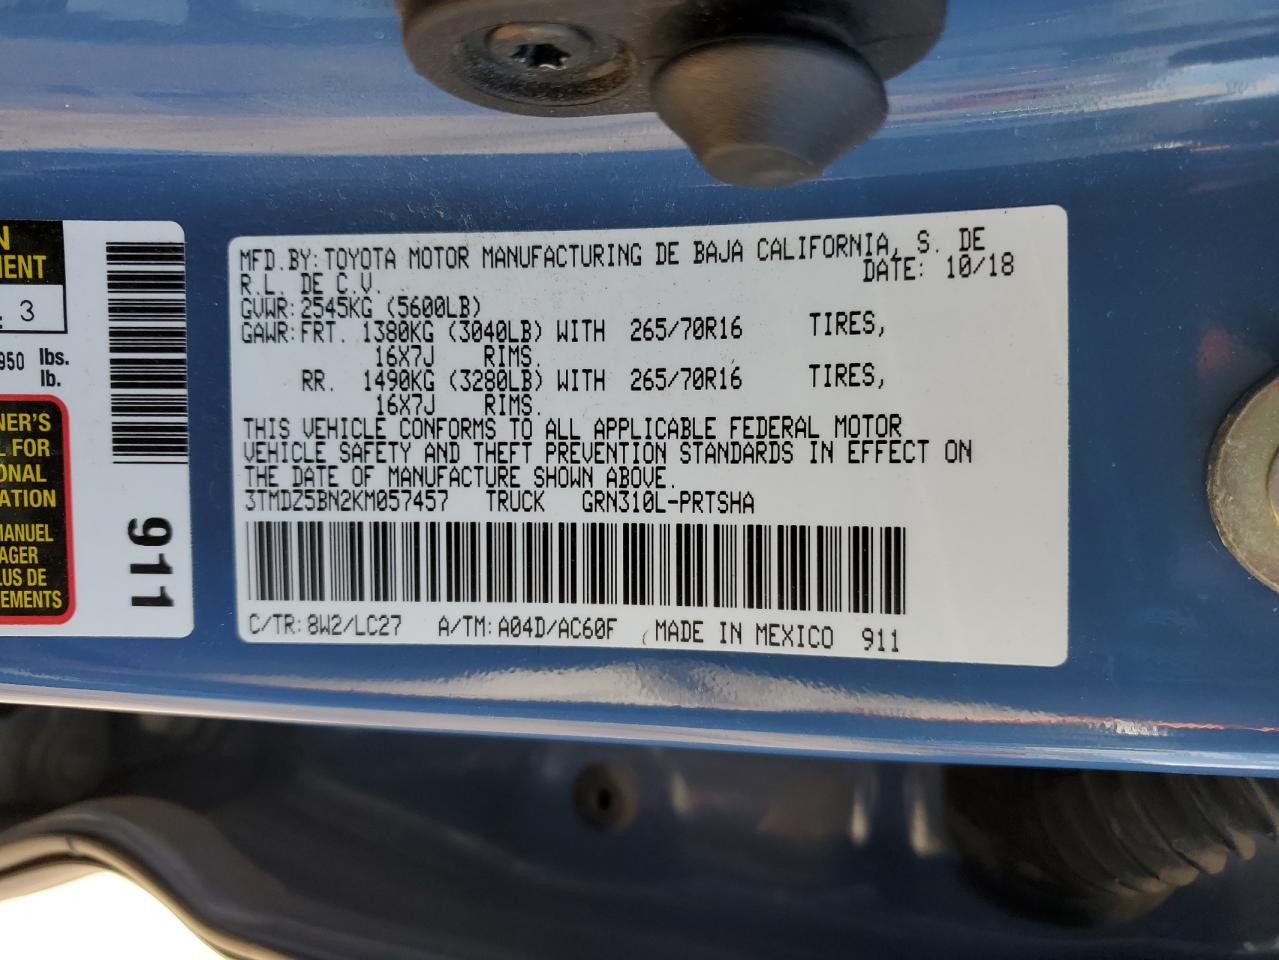 N
EMENT
: 3
950 lbs.
lb.
NER'S
L FOR
ONAL
ATION
MANUEL
AGER
LUS DE
EMENTS
911
MFD.BY:TOYOTA MOTOR MANUFACTURING DE BAJA CALIFORNIA, S. DE
R.L. DE C.V. DATE: 10/18
GVWR:2545KG (5600LB)
GAWR:FRT. 1380KG (3040LB) WITH 265/70R16 TIRES,
16X7J RIMS.
RR. 1490KG (3280LB) WITH 265/70R16 TIRES,
16X7J RIMS.
THIS VEHICLE CONFORMS TO ALL APPLICABLE FEDERAL MOTOR
VEHICLE SAFETY AND THEFT PREVENTION STANDARDS IN EFFECT ON
THE DATE OF MANUFACTURE SHOWN ABOVE.
3TMDZ5BN2KM057457 TRUCK GRN310L-PRTSHA
C/TR:8W2/LC27 A/TM:A04D/AC60F MADE IN MEXICO 911